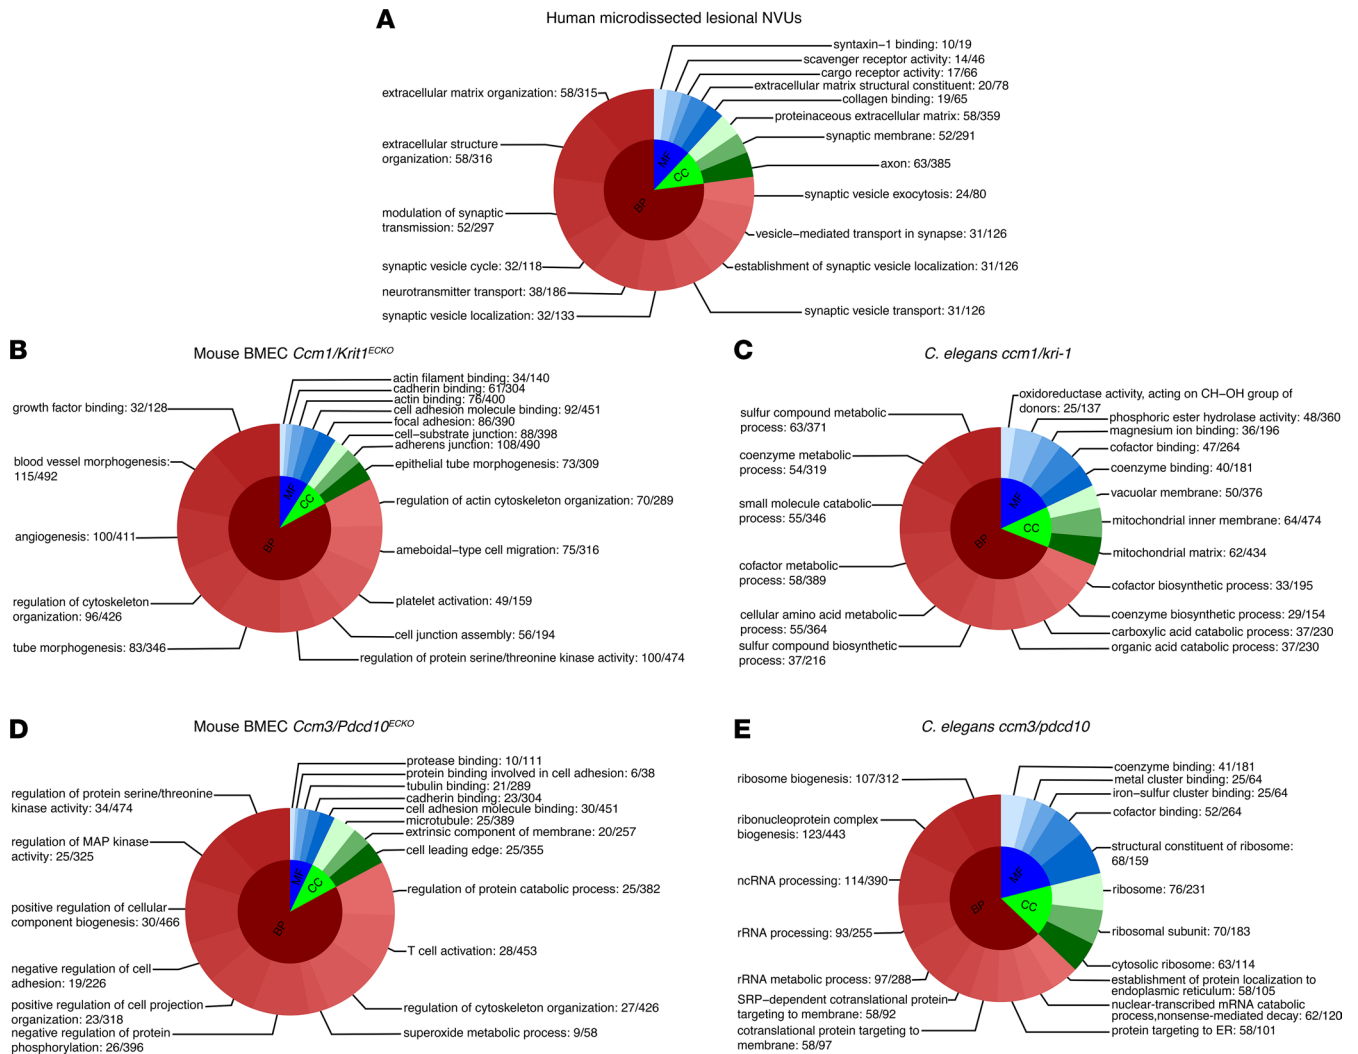 A
Human microdissected lesional NVUs
syntaxin−1 binding: 10/19
scavenger receptor activity: 14/46
cargo receptor activity: 17/66
extracellular matrix structural constituent: 20/78
collagen binding: 19/65
proteinaceous extracellular matrix: 58/359
synaptic membrane: 52/291
axon: 63/385
synaptic vesicle exocytosis: 24/80
vesicle−mediated transport in synapse: 31/126
establishment of synaptic vesicle localization: 31/126
synaptic vesicle transport: 31/126
extracellular matrix organization: 58/315
extracellular structure
organization: 58/316
modulation of synaptic
transmission: 52/297
synaptic vesicle cycle: 32/118
neurotransmitter transport: 38/186
synaptic vesicle localization: 32/133
MF
CC
BP
B
Mouse BMEC Ccm1/Krit1ECKO
actin filament binding: 34/140
cadherin binding: 61/304
actin binding: 76/400
cell adhesion molecule binding: 92/451
focal adhesion: 86/390
cell−substrate junction: 88/398
adherens junction: 108/490
epithelial tube morphogenesis: 73/309
regulation of actin cytoskeleton organization: 70/289
ameboidal−type cell migration: 75/316
platelet activation: 49/159
cell junction assembly: 56/194
regulation of protein serine/threonine kinase activity: 100/474
growth factor binding: 32/128
blood vessel morphogenesis:
115/492
angiogenesis: 100/411
regulation of cytoskeleton
organization: 96/426
tube morphogenesis: 83/346
MF
CC
BP
C
C. elegans ccm1/kri-1
oxidoreductase activity, acting on CH−OH group of
donors: 25/137
phosphoric ester hydrolase activity: 48/360
magnesium ion binding: 36/196
cofactor binding: 47/264
coenzyme binding: 40/181
vacuolar membrane: 50/376
mitochondrial inner membrane: 64/474
mitochondrial matrix: 62/434
cofactor biosynthetic process: 33/195
coenzyme biosynthetic process: 29/154
carboxylic acid catabolic process: 37/230
organic acid catabolic process: 37/230
sulfur compound metabolic
process: 63/371
coenzyme metabolic
process: 54/319
small molecule catabolic
process: 55/346
cofactor metabolic
process: 58/389
cellular amino acid metabolic
process: 55/364
sulfur compound biosynthetic
process: 37/216
MF
CC
BP
D
Mouse BMEC Ccm3/Pdcd10ECKO
protease binding: 10/111
protein binding involved in cell adhesion: 6/38
tubulin binding: 21/289
cadherin binding: 23/304
cell adhesion molecule binding: 30/451
microtubule: 25/389
extrinsic component of membrane: 20/257
cell leading edge: 25/355
regulation of protein catabolic process: 25/382
T cell activation: 28/453
regulation of cytoskeleton organization: 27/426
superoxide metabolic process: 9/58
regulation of protein serine/threonine
kinase activity: 34/474
regulation of MAP kinase
activity: 25/325
positive regulation of cellular
component biogenesis: 30/466
negative regulation of cell
adhesion: 19/226
positive regulation of cell projection
organization: 23/318
negative regulation of protein
phosphorylation: 26/396
MF
CC
BP
E
C. elegans ccm3/pdcd10
coenzyme binding: 41/181
metal cluster binding: 25/64
iron−sulfur cluster binding: 25/64
cofactor binding: 52/264
structural constituent of ribosome:
68/159
ribosome: 76/231
ribosomal subunit: 70/183
cytosolic ribosome: 63/114
establishment of protein localization to
endoplasmic reticulum: 58/105
nuclear-transcribed mRNA catabolic
process,nonsense-mediated decay: 62/120
protein targeting to ER: 58/101
ribosome biogenesis: 107/312
ribonucleoprotein complex
biogenesis: 123/443
ncRNA processing: 114/390
rRNA processing: 93/255
rRNA metabolic process: 97/288
SRP−dependent cotranslational protein
targeting to membrane: 58/92
cotranslational protein targeting to
membrane: 58/97
MF
CC
BP